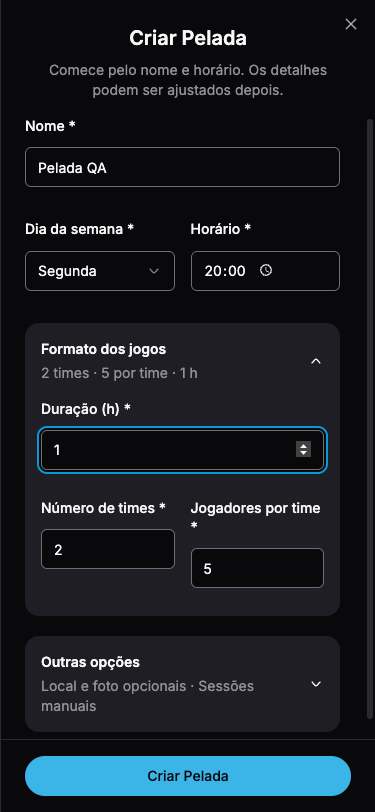 Criar Pelada
Comece pelo nome e horário. Os detalhes
podem ser ajustados depois.
Nome *
Pelada QA
Dia da semana * Horário *
Segunda 20:00
Formato dos jogos
2 times · 5 por time · 1 h
Duração (h) *
1
Número de times * Jogadores por time
*
2
5
Outras opções
Local e foto opcionais · Sessões
manuais
Criar Pelada